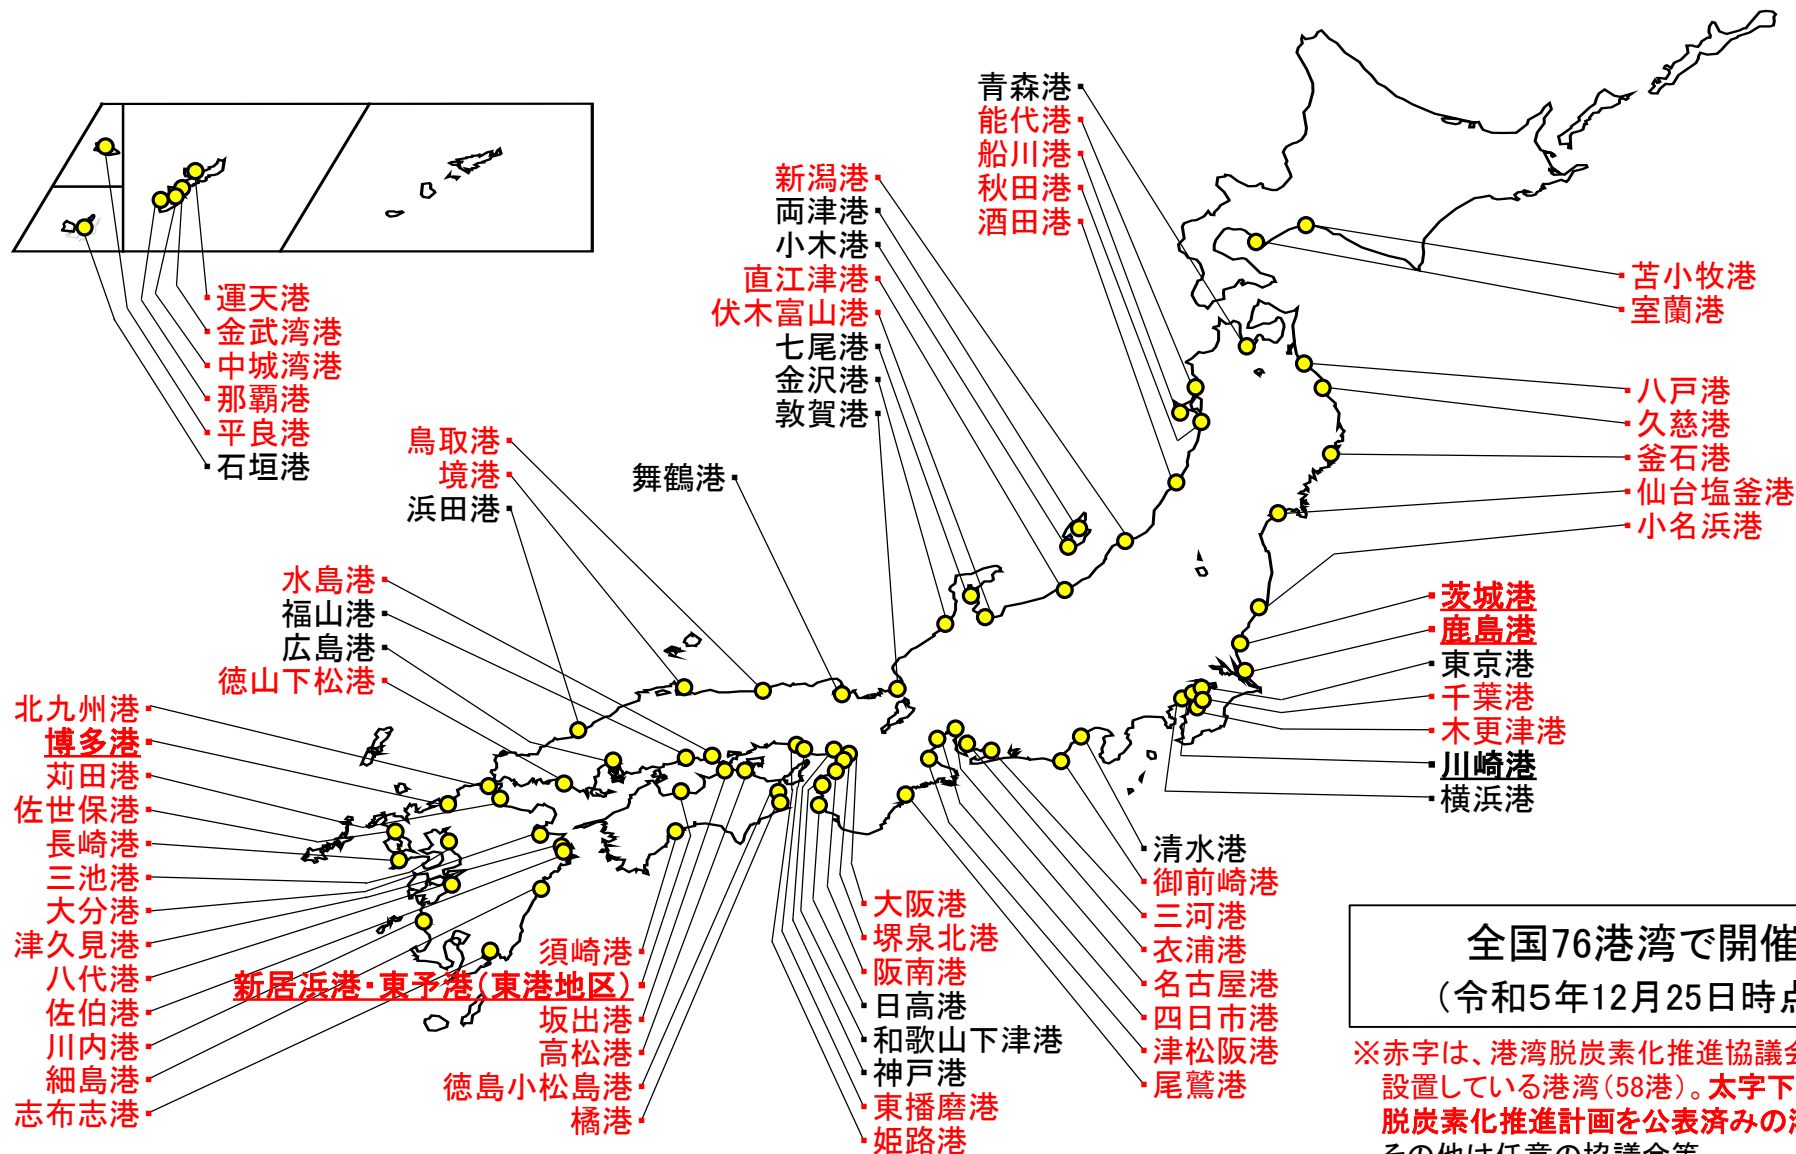 青森港
能代港
船川港
秋田港
酒田港
新潟港
両津港
小木港
直江津港
伏木富山港
七尾港
金沢港
敦賀港
苫小牧港
室蘭港
運天港
金武湾港
中城湾港
那覇港
平良港
石垣港
八戸港
久慈港
釜石港
仙台塩釜港
小名浜港
鳥取港
境港
浜田港
舞鶴港
水島港
福山港
広島港
徳山下松港
茨城港
鹿島港
東京港
千葉港
木更津港
川崎港
横浜港
北九州港
博多港
苅田港
佐世保港
長崎港
三池港
大分港
津久見港
八代港
佐伯港
川内港
細島港
志布志港
須崎港
新居浜港・東予港(東港地区)
坂出港
高松港
徳島小松島港
橘港
大阪港
堺泉北港
阪南港
日高港
和歌山下津港
神戸港
東播磨港
姫路港
清水港
御前崎港
三河港
衣浦港
名古屋港
四日市港
津松阪港
尾鷲港
全国76港湾で開催
(令和5年12月25日時点
※赤字は、港湾脱炭素化推進協議会
設置している港湾(58港)。太字下
脱炭素化推進計画を公表済みの港
その他は任意の協議会等